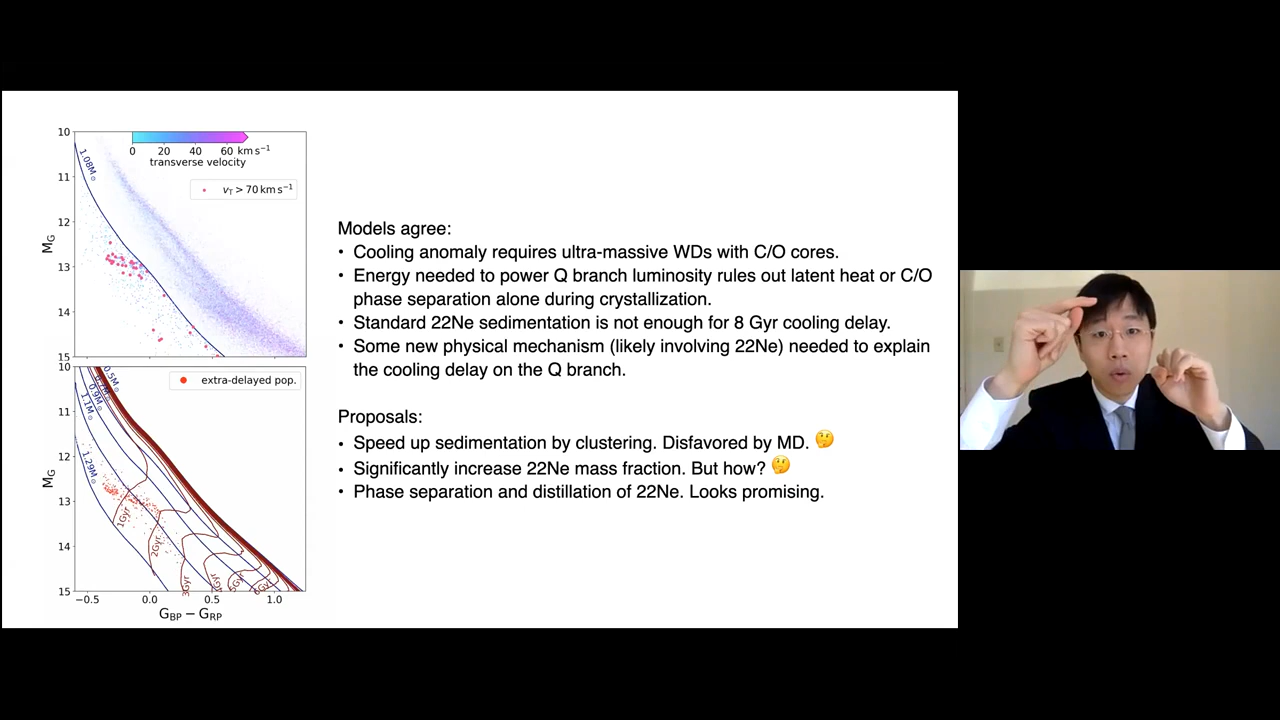 10
0 20 40 60 km s⁻¹
transverse velocity
1.08M⊙
11
v_T > 70 km s⁻¹
12
M_G
13
14
15
10
0.5M⊙
extra-delayed pop.
0.9M⊙
11
1.1M⊙
12
1.29M⊙
M_G
13
1Gyr
14
2Gyr
3Gyr
15
−0.5 0.0 0.5 1.0
G_BP − G_RP
Models agree:
• Cooling anomaly requires ultra-massive WDs with C/O cores.
• Energy needed to power Q branch luminosity rules out latent heat or C/O
phase separation alone during crystallization.
• Standard 22Ne sedimentation is not enough for 8 Gyr cooling delay.
• Some new physical mechanism (likely involving 22Ne) needed to explain
the cooling delay on the Q branch.
Proposals:
• Speed up sedimentation by clustering. Disfavored by MD. 🤔
• Significantly increase 22Ne mass fraction. But how? 🤔
• Phase separation and distillation of 22Ne. Looks promising.